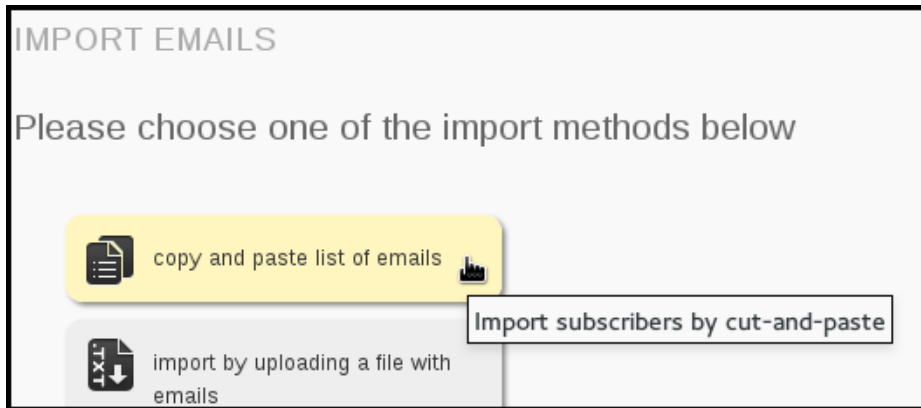 IMPORT EMAILS
Please choose one of the import methods below
copy and paste list of emails
Import subscribers by cut-and-paste
.TXT
import by uploading a file with
emails